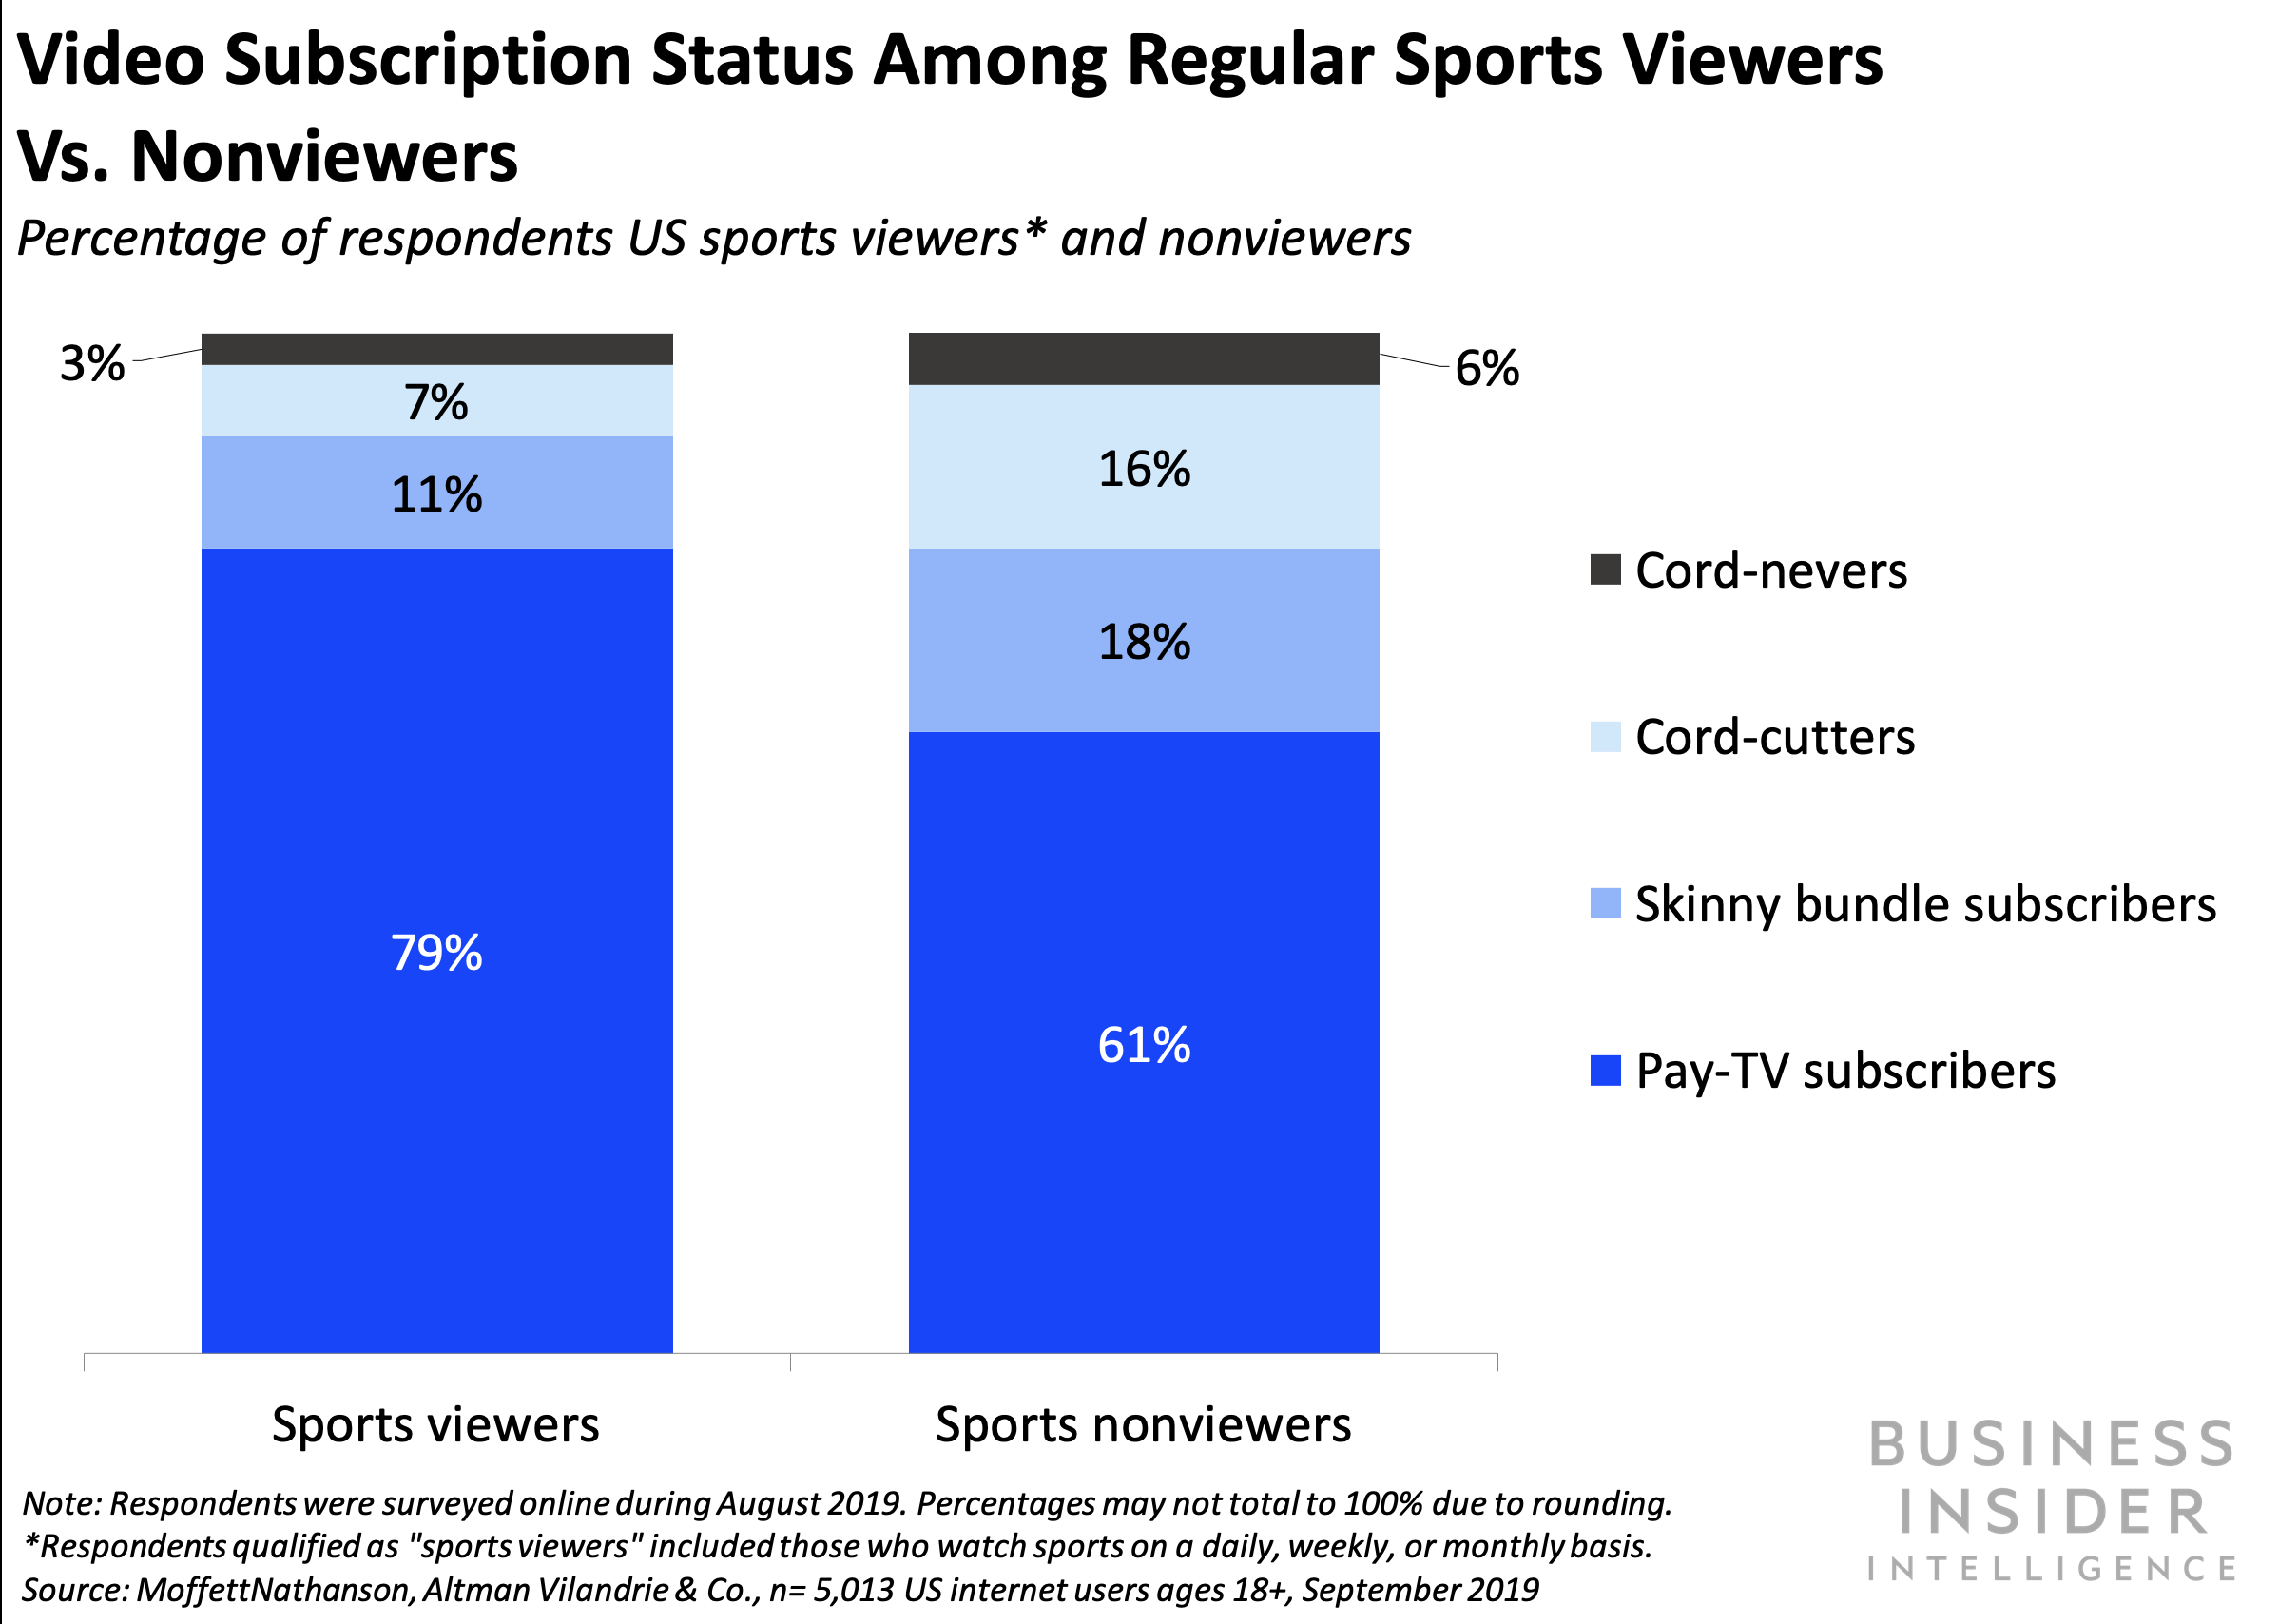 Video Subscription Status Among Regular Sports Viewers
Vs. Nonviewers
Percentage of respondents US sports viewers* and nonviewers
3%
7%
11%
79%
6%
16%
18%
61%
Cord-nevers
Cord-cutters
Skinny bundle subscribers
Pay-TV subscribers
Sports viewers
Sports nonviewers
Note: Respondents were surveyed online during August 2019. Percentages may not total to 100% due to rounding.
*Respondents qualified as "sports viewers" included those who watch sports on a daily, weekly, or monthly basis.
Source: MoffettNathanson, Altman Vilandrie & Co., n= 5,013 US internet users ages 18+, September 2019
BUSINESS
INSIDER
INTELLIGENCE